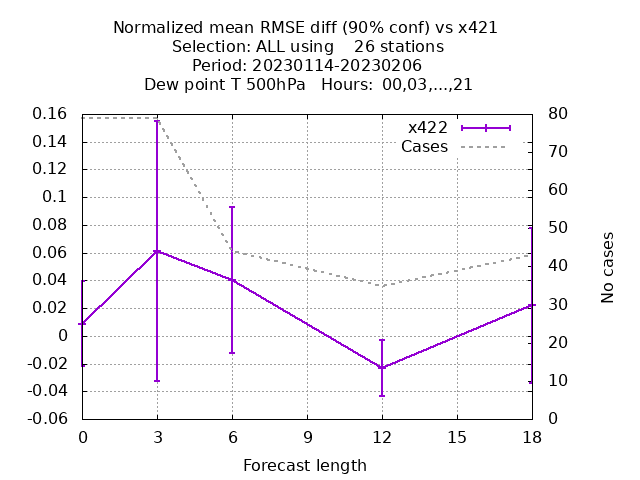 Normalized mean RMSE diff (90% conf) vs x421
Selection: ALL using    26 stations
Period: 20230114-20230206
Dew point T 500hPa   Hours:  00,03,...,21
x422
Cases
0.16
0.14
0.12
0.1
0.08
0.06
0.04
0.02
0
-0.02
-0.04
-0.06
80
70
60
50
40
30
20
10
0
No cases
0 3 6 9 12 15 18
Forecast length